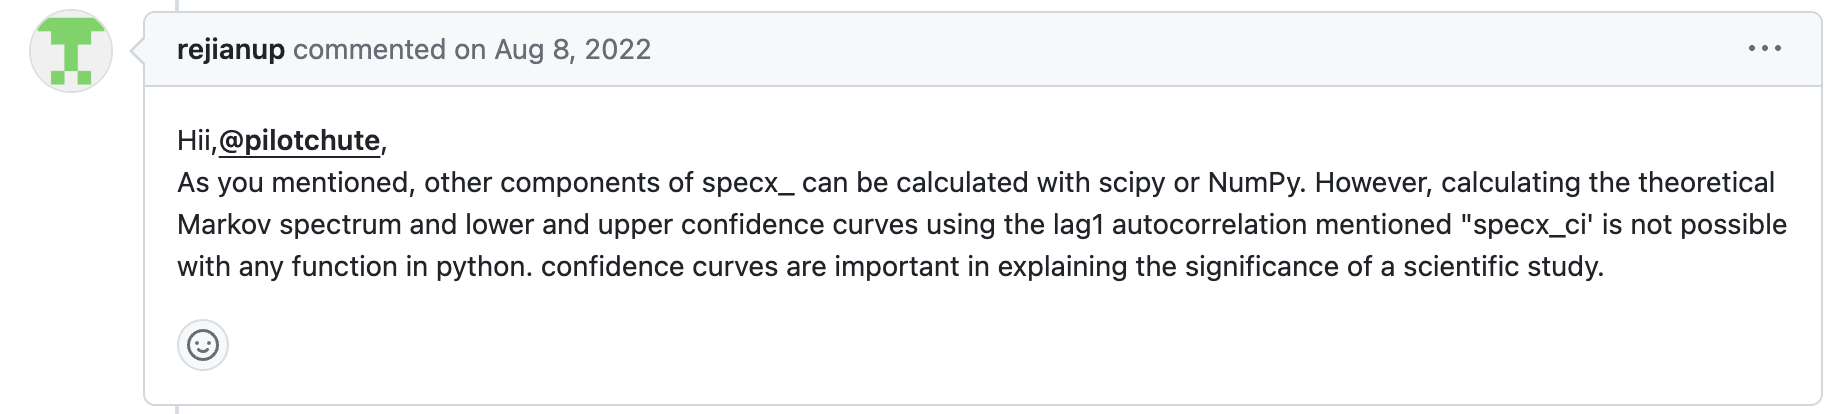 rejianup commented on Aug 8, 2022
Hii,@pilotchute,
As you mentioned, other components of specx_ can be calculated with scipy or NumPy. However, calculating the theoretical
Markov spectrum and lower and upper confidence curves using the lag1 autocorrelation mentioned "specx_ci' is not possible
with any function in python. confidence curves are important in explaining the significance of a scientific study.